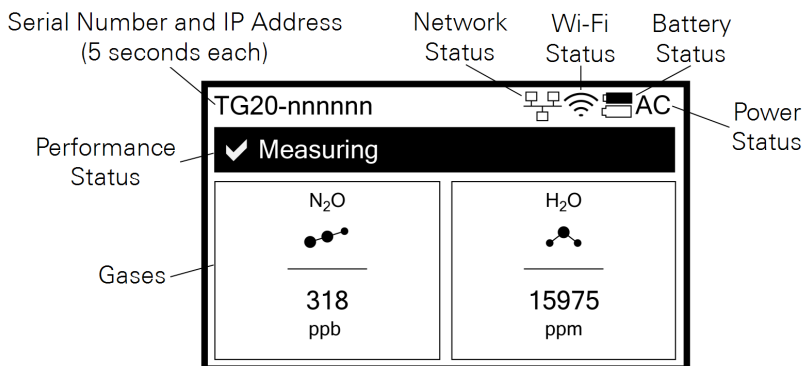 Serial Number and IP Address
(5 seconds each)
Network
Status
Wi-Fi
Status
Battery
Status
TG20-nnnnnn
AC
Power
Status
Performance
Status
Measuring
Gases
N₂O
318
ppb
H₂O
15975
ppm